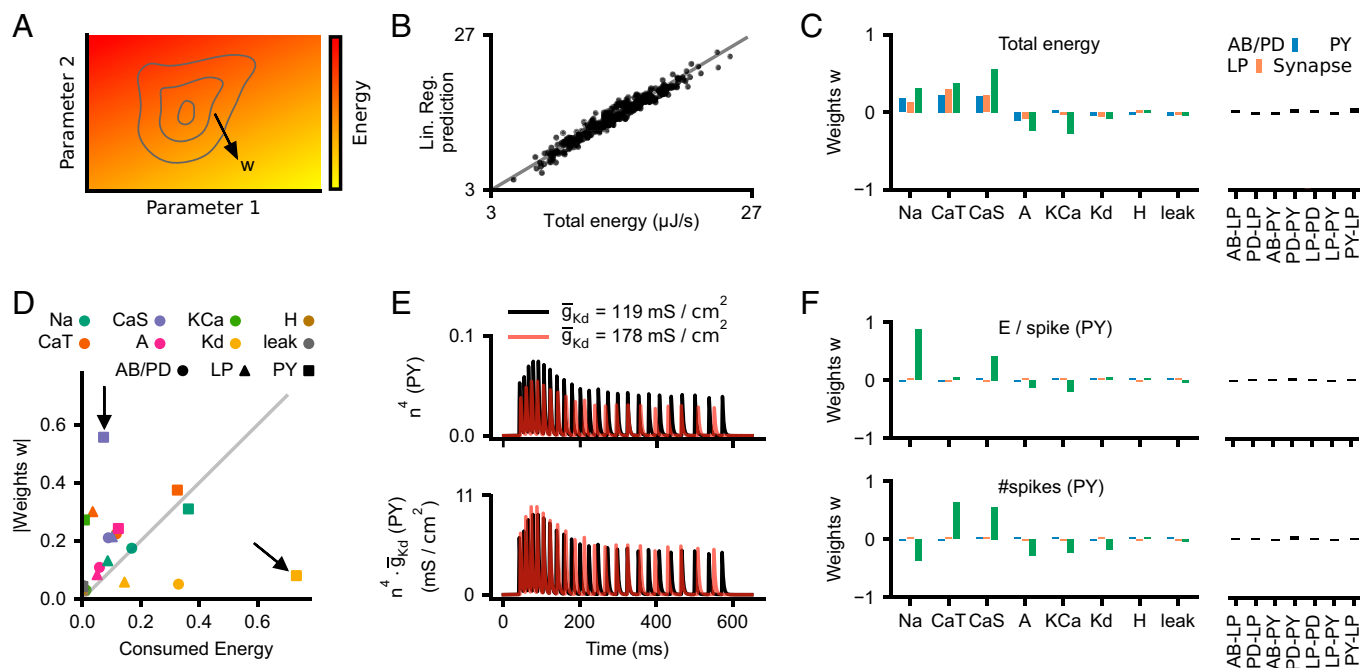 A
Parameter 2
w
Parameter 1
Energy
B
27
Lin. Reg.
prediction
3
3
27
Total energy (µJ/s)
C
1
Total energy
AB/PD
PY
LP
Synapse
Weights w
0
−1
Na
CaT
CaS
A
KCa
Kd
H
leak
AB-LP
PD-LP
AB-PY
PD-PY
LP-PD
LP-PY
PY-LP
D
Na
CaS
KCa
H
CaT
A
Kd
leak
AB/PD
LP
PY
|Weights w|
0.6
0.4
0.2
0.0
0.0
0.2
0.4
0.6
Consumed Energy
E
g̅Kd = 119 mS / cm²
g̅Kd = 178 mS / cm²
0.1
n⁴ (PY)
0.0
11
n⁴ · g̅Kd (PY)
(mS / cm²)
0
0
200
400
600
Time (ms)
F
1
E / spike (PY)
Weights w
0
−1
1
#spikes (PY)
Weights w
0
−1
Na
CaT
CaS
A
KCa
Kd
H
leak
AB-LP
PD-LP
AB-PY
PD-PY
LP-PD
LP-PY
PY-LP